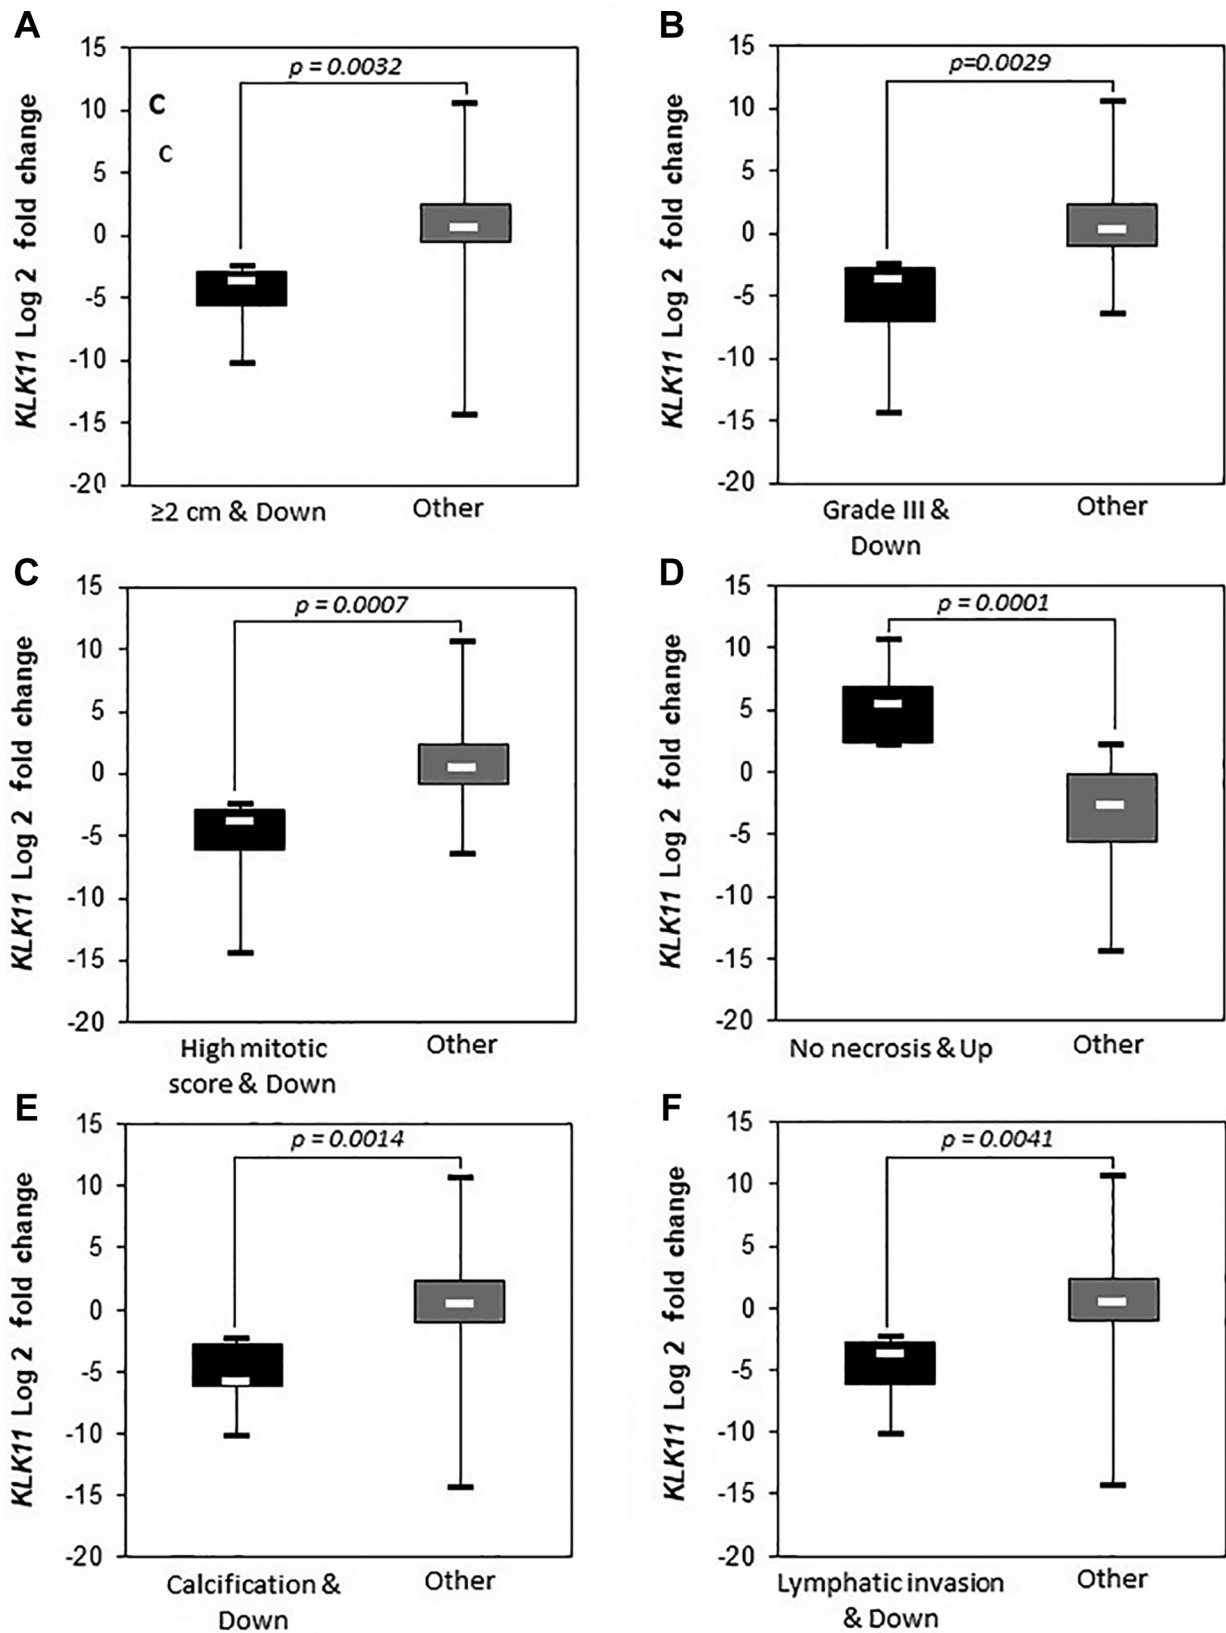 A
15
10
5
0
-5
-10
-15
-20
KLK11 Log 2 fold change
p = 0.0032
C
C
≥2 cm & Down
Other
B
15
10
5
0
-5
-10
-15
-20
KLK11 Log 2 fold change
p=0.0029
Grade III &
Down
Other
C
15
10
5
0
-5
-10
-15
-20
KLK11 Log 2 fold change
p = 0.0007
High mitotic
score & Down
Other
D
15
10
5
0
-5
-10
-15
-20
KLK11 Log 2 fold change
p = 0.0001
No necrosis & Up
Other
E
15
10
5
0
-5
-10
-15
-20
KLK11 Log 2 fold change
p = 0.0014
Calcification &
Down
Other
F
15
10
5
0
-5
-10
-15
-20
KLK11 Log 2 fold change
p = 0.0041
Lymphatic invasion
& Down
Other